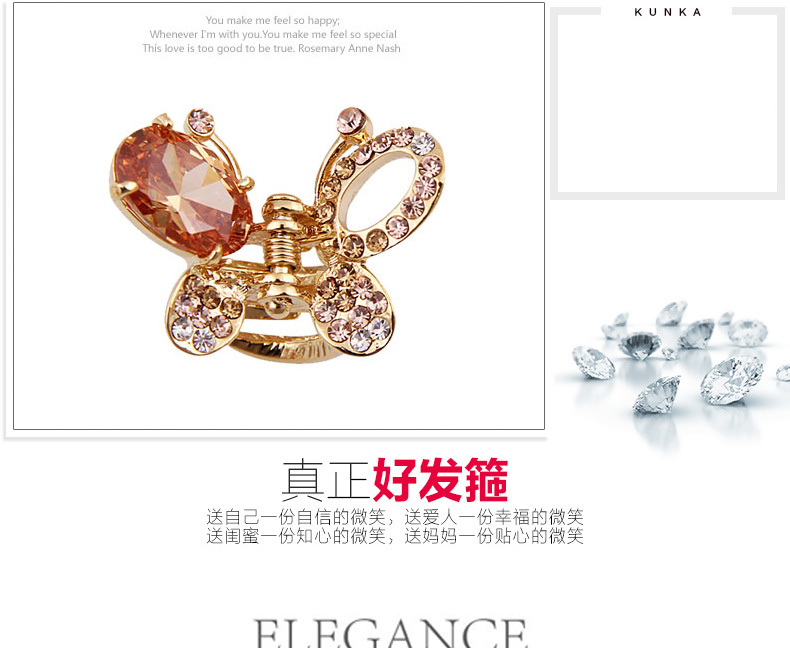 You make me feel so happy;
Whenever I'm with you.You make me feel so special
This love is too good to be true. Rosemary Anne Nash
KUNKA
真正好发箍
送自己一份自信的微笑，送爱人一份幸福的微笑
送闺蜜一份知心的微笑，送妈妈一份贴心的微笑
ELEGANCE